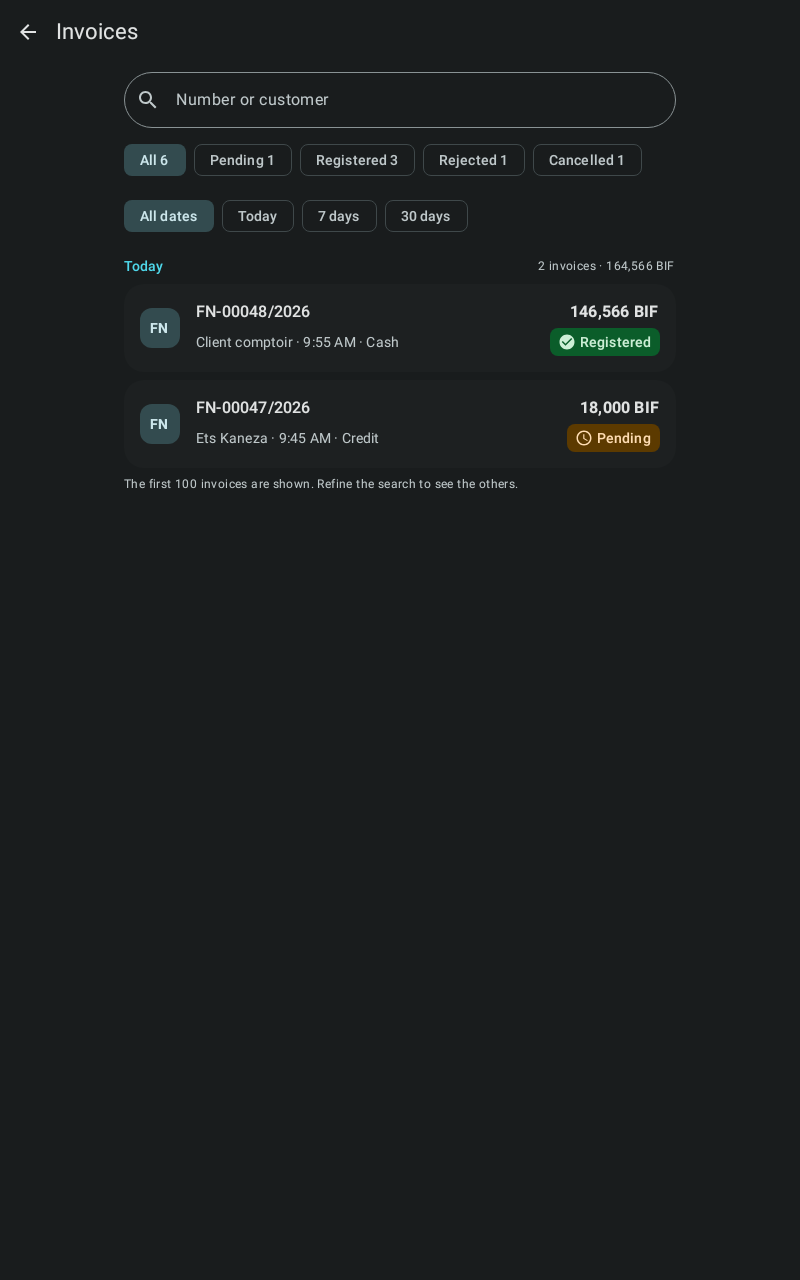 Invoices
Number or customer
All 6 Pending 1 Registered 3 Rejected 1 Cancelled 1
All dates Today 7 days 30 days
Today 2 invoices · 164,566 BIF
FN FN-00048/2026 146,566 BIF
Client comptoir · 9:55 AM · Cash Registered
FN FN-00047/2026 18,000 BIF
Ets Kaneza · 9:45 AM · Credit Pending
The first 100 invoices are shown. Refine the search to see the others.